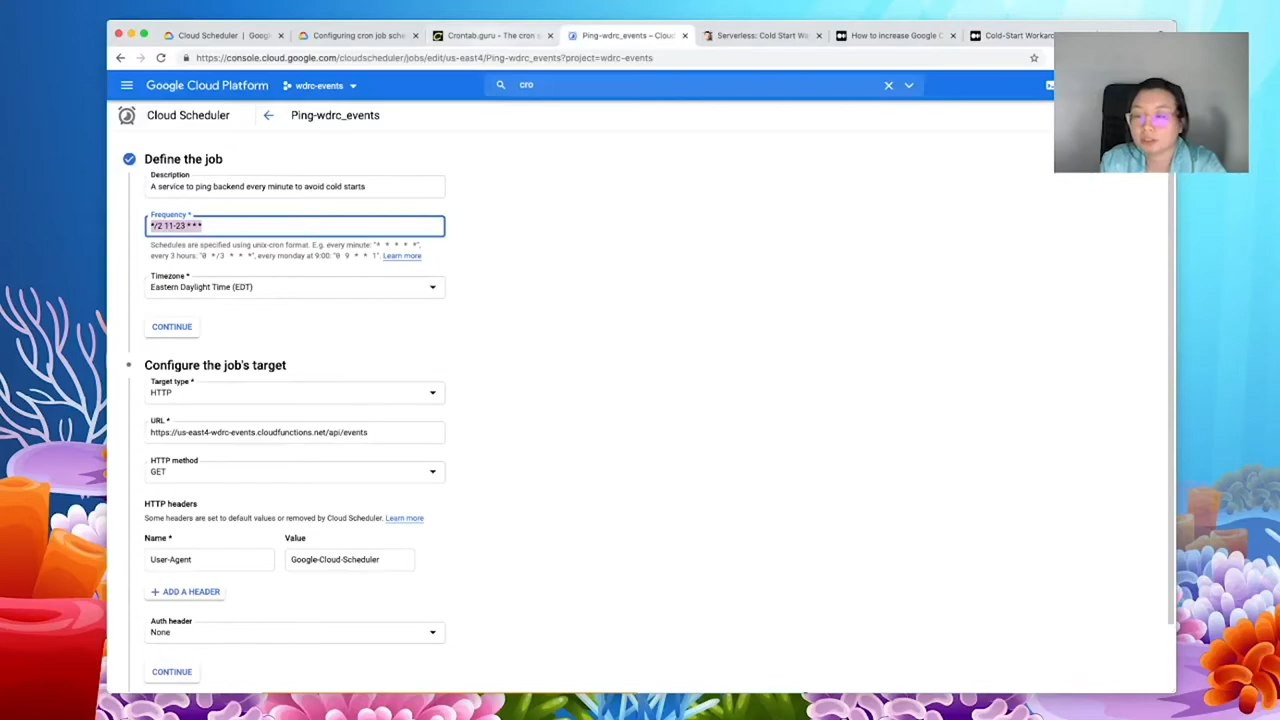 Cloud Scheduler | Googl
Configuring cron job sche
Crontab.guru - The cron s
Ping-wdrc_events – Clou
Serverless: Cold Start Wa
How to increase Google C
Cold-Start Workaro
https://console.cloud.google.com/cloudscheduler/jobs/edit/us-east4/Ping-wdrc_events?project=wdrc-events
Google Cloud Platform
wdrc-events
cro
Cloud Scheduler
Ping-wdrc_events
Define the job
Description
A service to ping backend every minute to avoid cold starts
Frequency *
*/2 11-23 * * *
Schedules are specified using unix-cron format. E.g. every minute: "* * * * *",
every 3 hours: "0 */3 * * *", every monday at 9:00: "0 9 * * 1". Learn more
Timezone *
Eastern Daylight Time (EDT)
CONTINUE
Configure the job's target
Target type *
HTTP
URL *
https://us-east4-wdrc-events.cloudfunctions.net/api/events
HTTP method
GET
HTTP headers
Some headers are set to default values or removed by Cloud Scheduler. Learn more
Name *
Value
User-Agent
Google-Cloud-Scheduler
+ ADD A HEADER
Auth header
None
CONTINUE